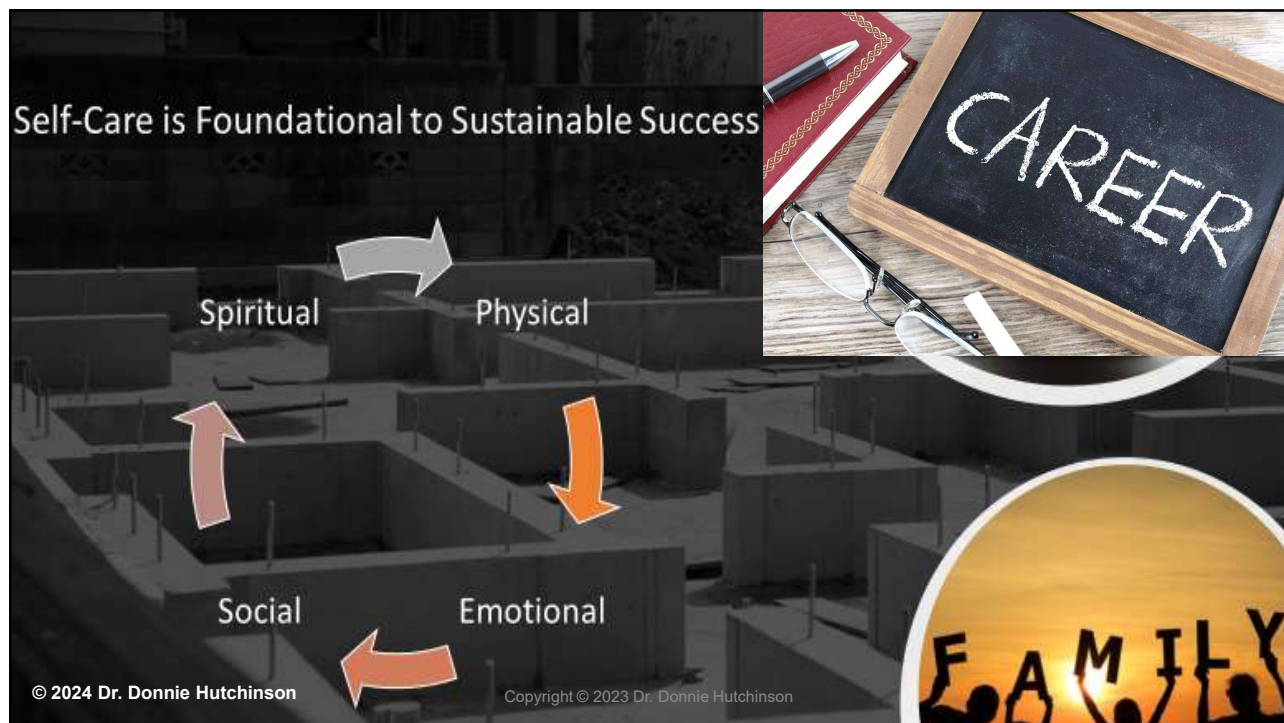 Self-Care is Foundational to Sustainable Success
CAREER
Spiritual
Physical
Social
Emotional
FAMILY
© 2024 Dr. Donnie Hutchinson
Copyright © 2023 Dr. Donnie Hutchinson